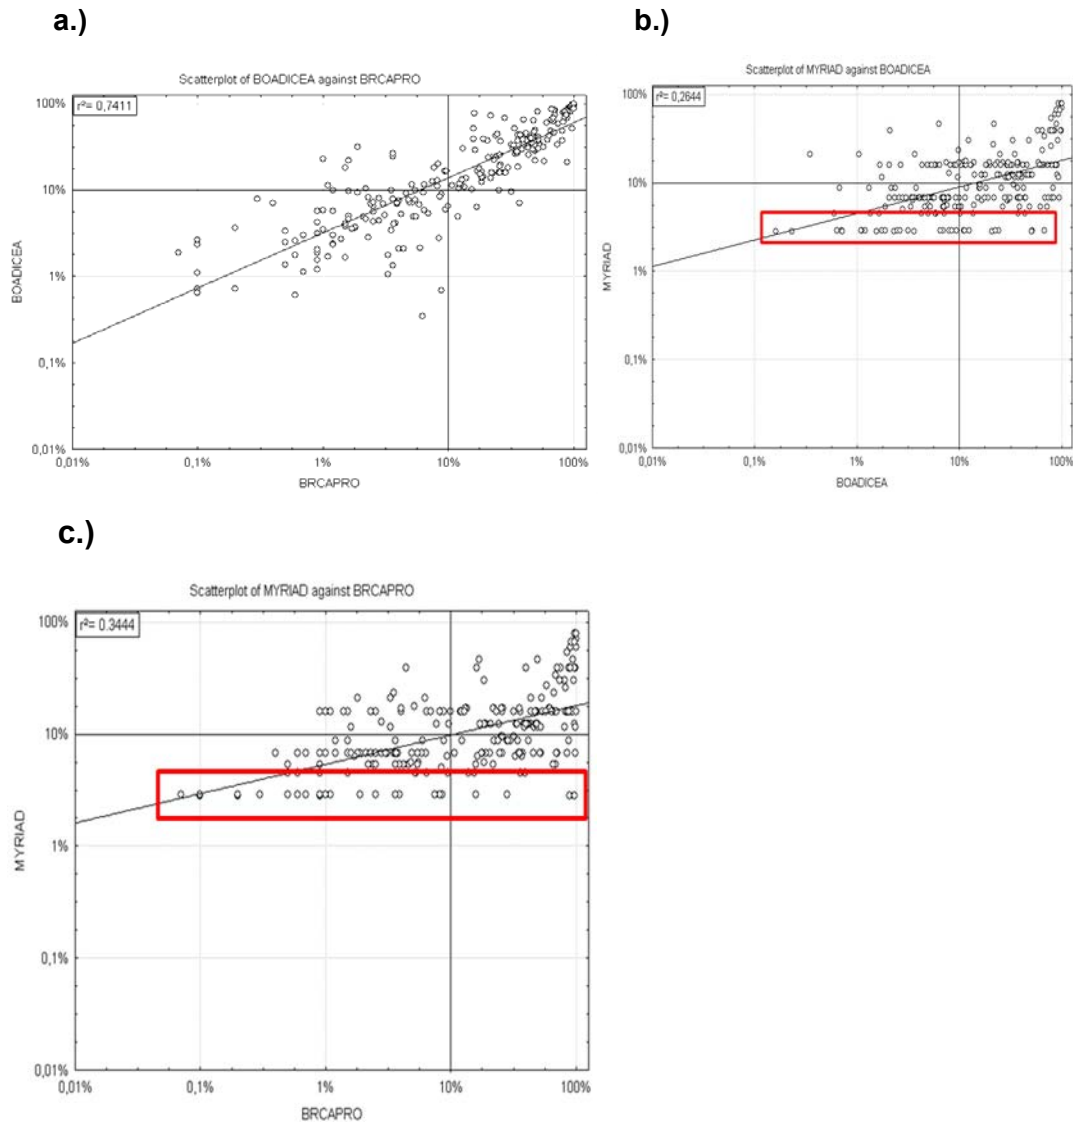 a.)
Scatterplot of BOADICEA against BRCAPRO
r²= 0,7411
100%
10%
1%
0,1%
0,01%
BOADICEA
0,01%
0,1%
1%
10%
100%
BRCAPRO
b.)
Scatterplot of MYRIAD against BOADICEA
r²= 0,2644
100%
10%
1%
0,1%
0,01%
MYRIAD
0,01%
0,1%
1%
10%
100%
BOADICEA
c.)
Scatterplot of MYRIAD against BRCAPRO
r²= 0.3444
100%
10%
1%
0,1%
0,01%
MYRIAD
0,01%
0,1%
1%
10%
100%
BRCAPRO